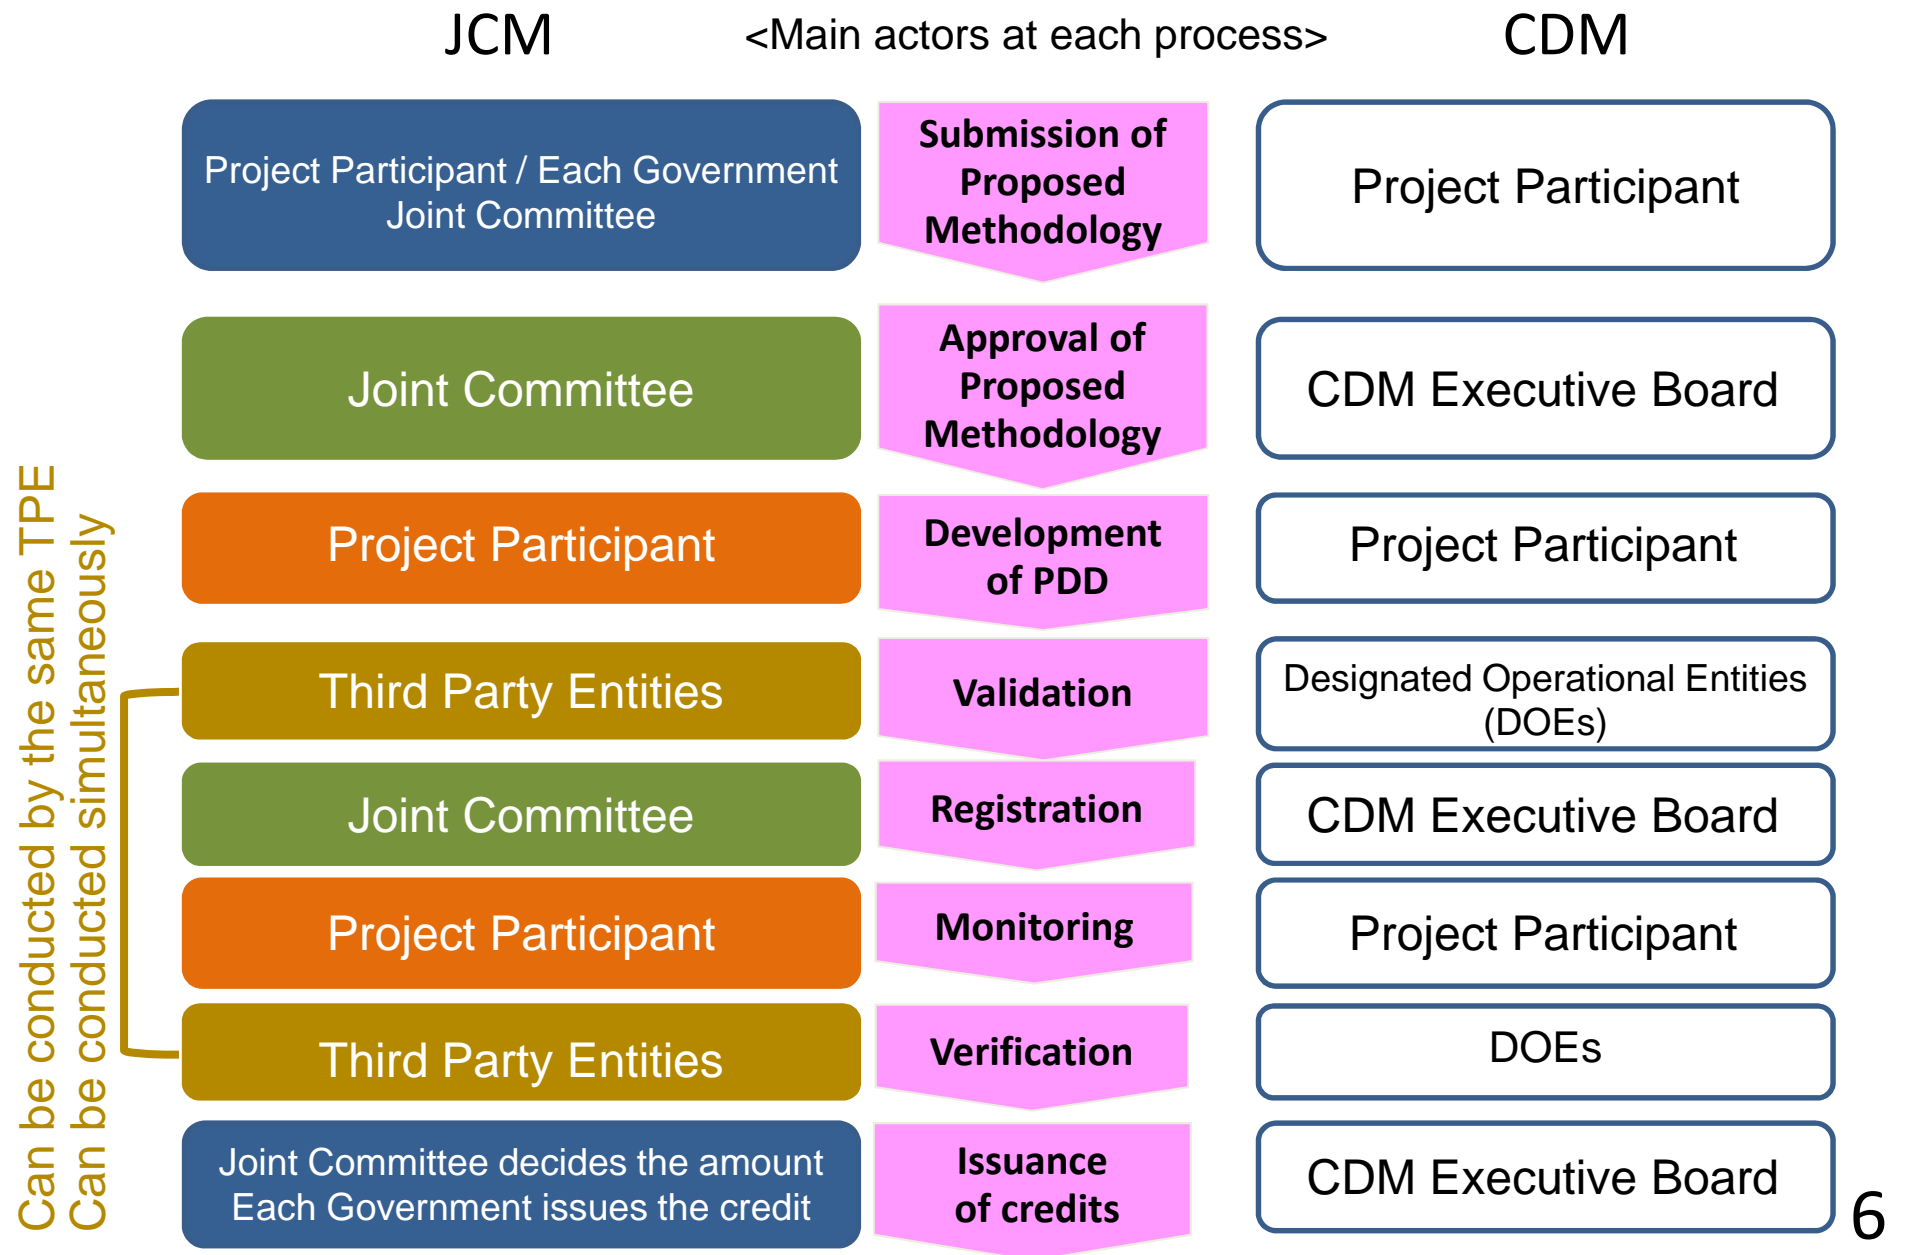 JCM
<Main actors at each process>
CDM
Project Participant / Each Government
Joint Committee
Submission of
Proposed
Methodology
Project Participant
Joint Committee
Approval of
Proposed
Methodology
CDM Executive Board
Project Participant
Development
of PDD
Project Participant
Third Party Entities
Validation
Designated Operational Entities
(DOEs)
Joint Committee
Registration
CDM Executive Board
Project Participant
Monitoring
Project Participant
Third Party Entities
Verification
DOEs
Joint Committee decides the amount
Each Government issues the credit
Issuance
of credits
CDM Executive Board
Can be conducted by the same TPE
Can be conducted simultaneously
6